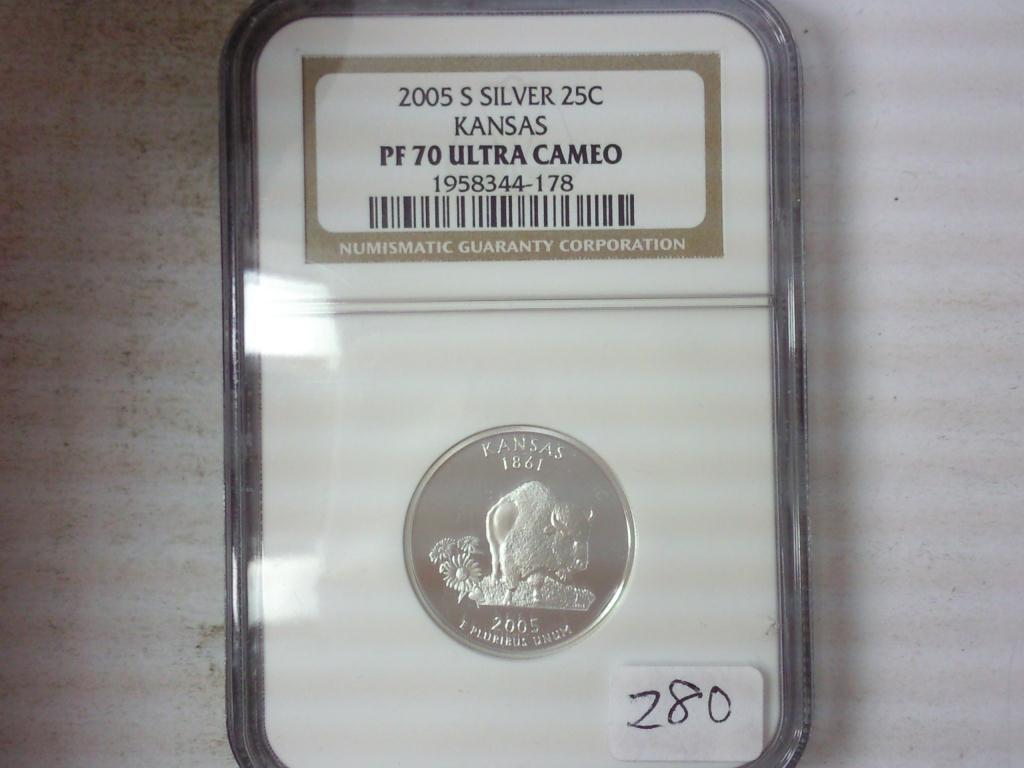 2005 S SILVER 25C
KANSAS
PF 70 ULTRA CAMEO
1958344-178
NUMISMATIC GUARANTY CORPORATION
KANSAS
1861
2005
E PLURIBUS UNUM
280